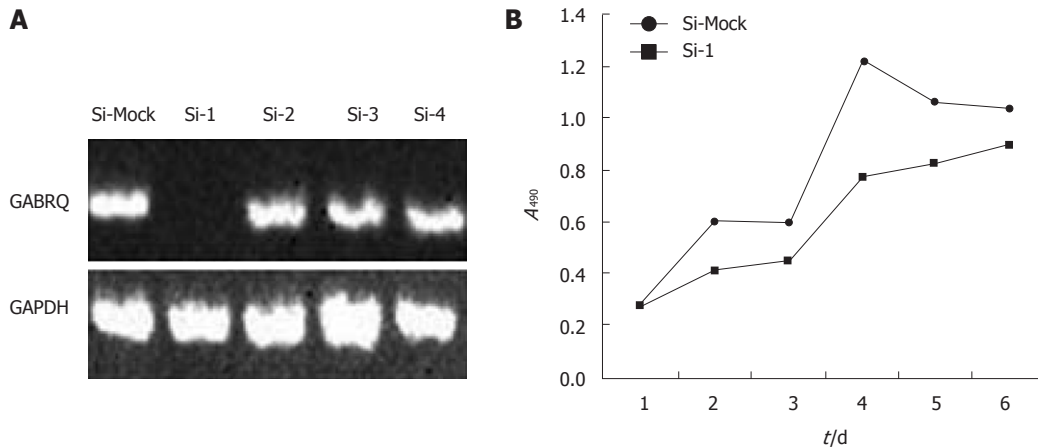 A
Si-Mock Si-1 Si-2 Si-3 Si-4
GABRQ
GAPDH
B
Si-Mock
Si-1
1.4
1.2
1.0
0.8
0.6
0.4
0.2
0.0
A490
1 2 3 4 5 6
t/d